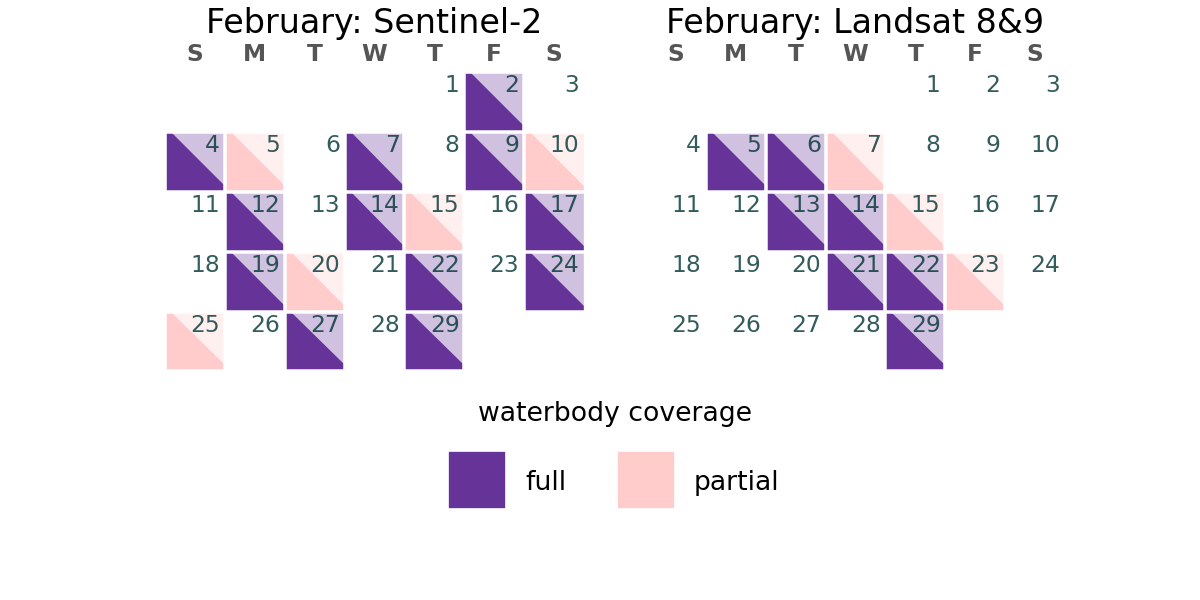 February: Sentinel-2
S M T W T F S
1 2 3
4 5 6 7 8 9 10
11 12 13 14 15 16 17
18 19 20 21 22 23 24
25 26 27 28 29
February: Landsat 8&9
S M T W T F S
1 2 3
4 5 6 7 8 9 10
11 12 13 14 15 16 17
18 19 20 21 22 23 24
25 26 27 28 29
waterbody coverage
full partial